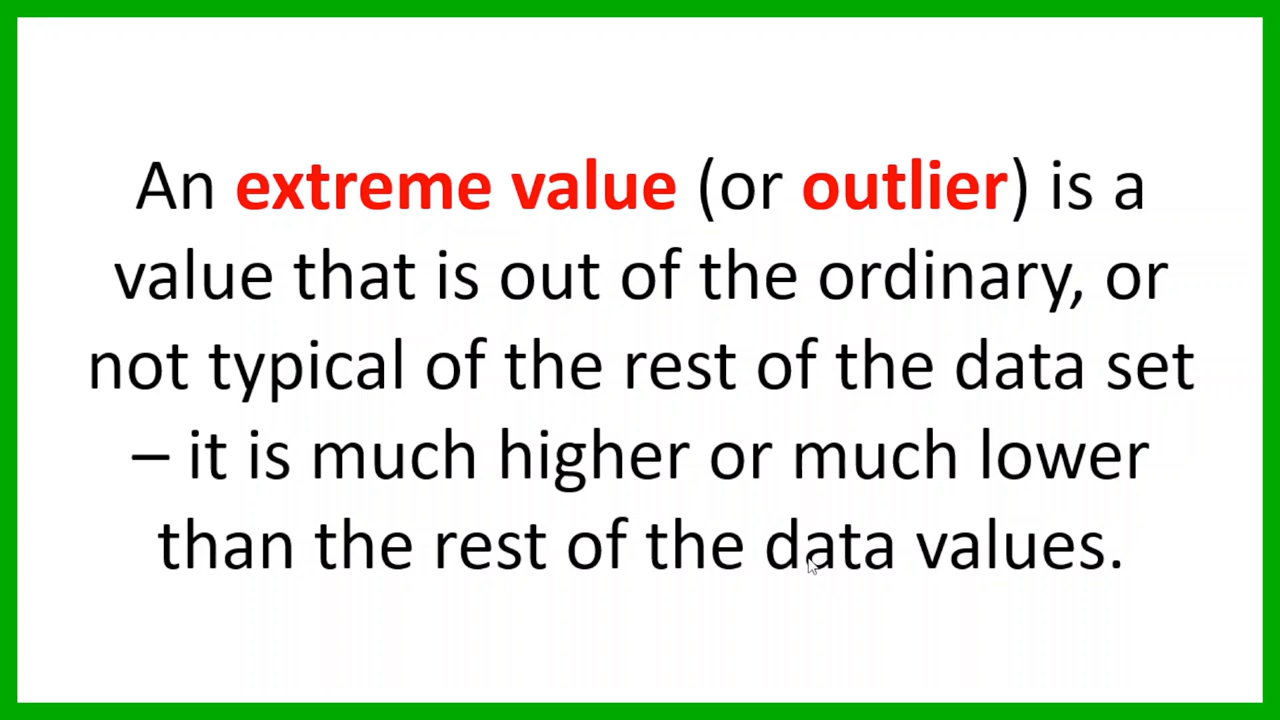 An extreme value (or outlier) is a
value that is out of the ordinary, or
not typical of the rest of the data set
– it is much higher or much lower
than the rest of the data values.